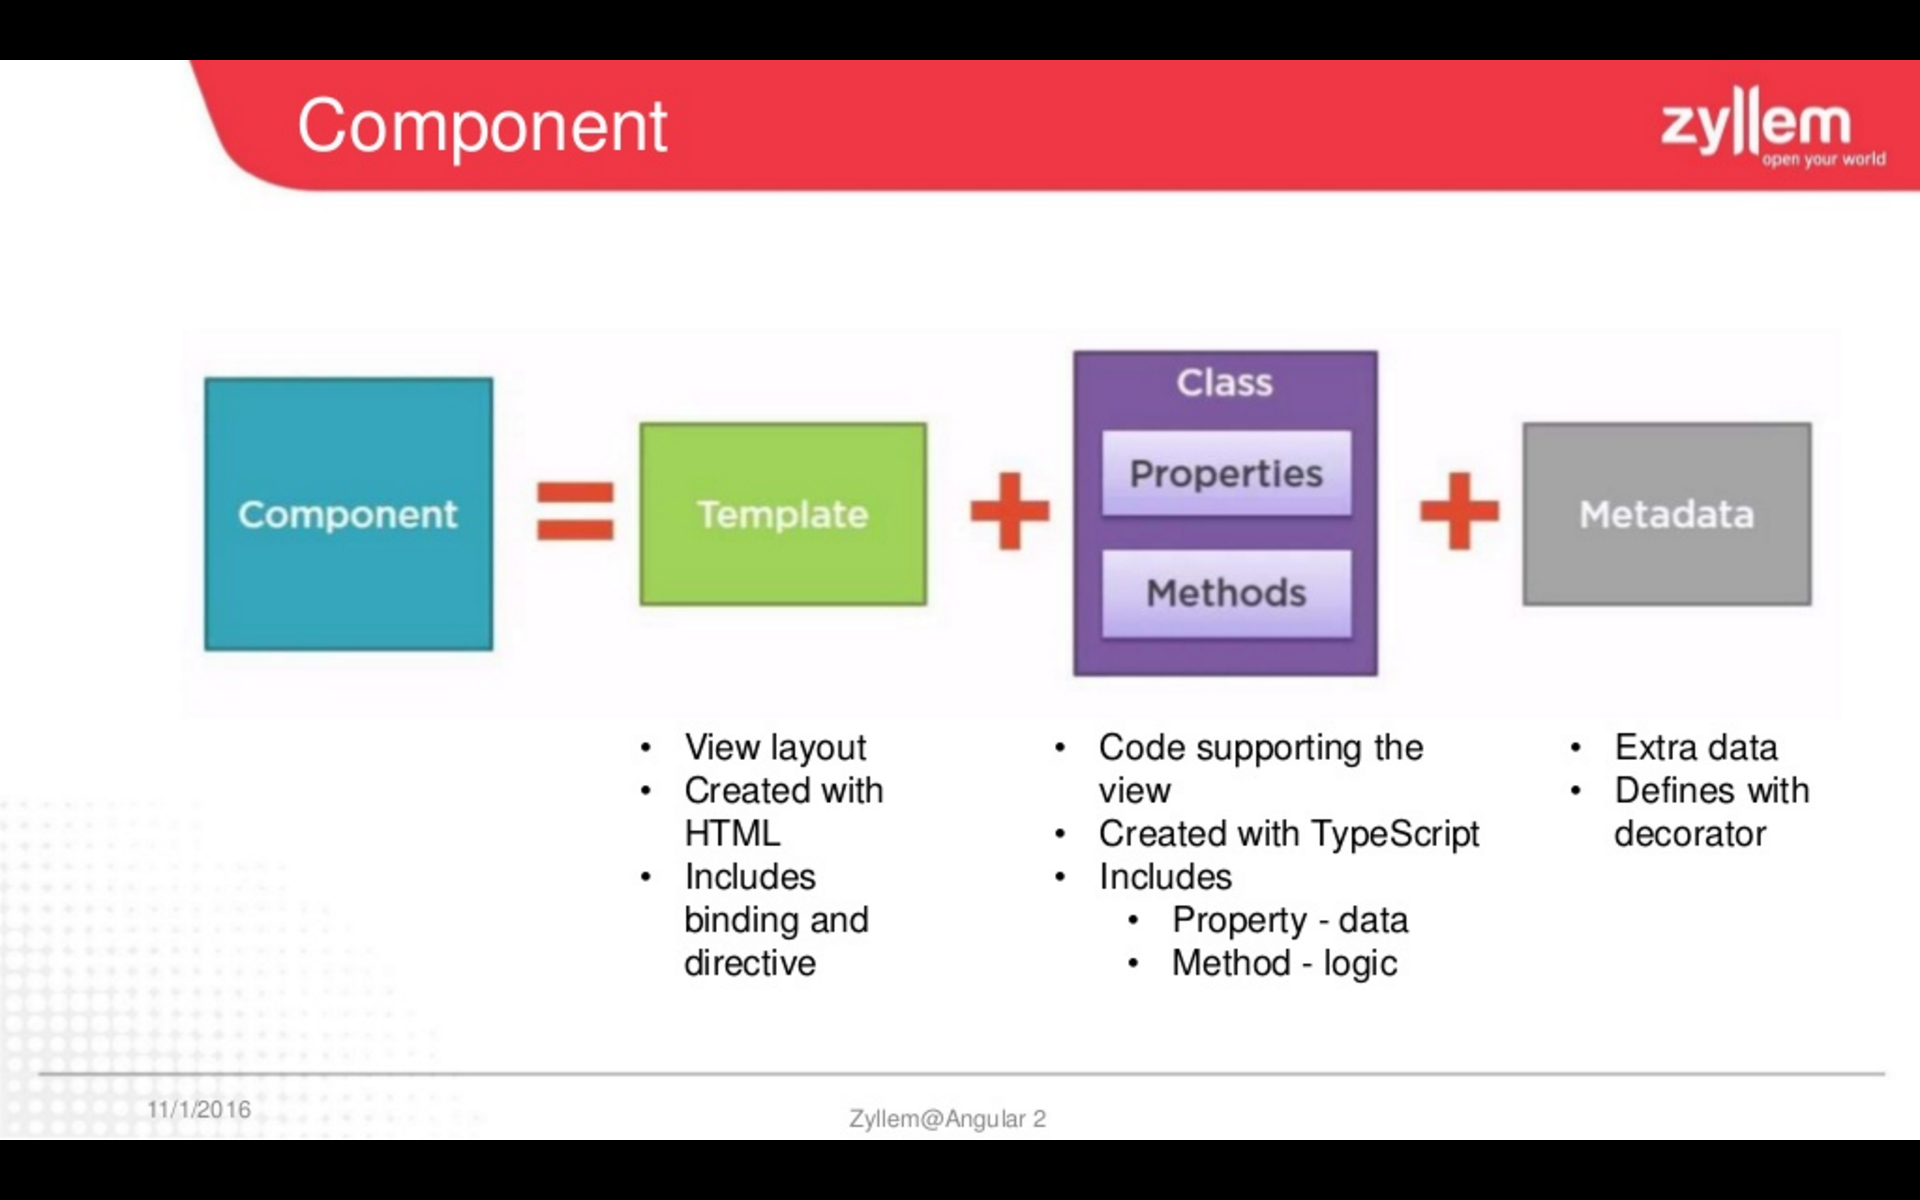 Component
zyllem
open your world
Component
Template
Class
Properties
Methods
Metadata
• View layout
• Created with
HTML
• Includes
binding and
directive
• Code supporting the
view
• Created with TypeScript
• Includes
• Property - data
• Method - logic
• Extra data
• Defines with
decorator
11/1/2016
Zyllem@Angular 2